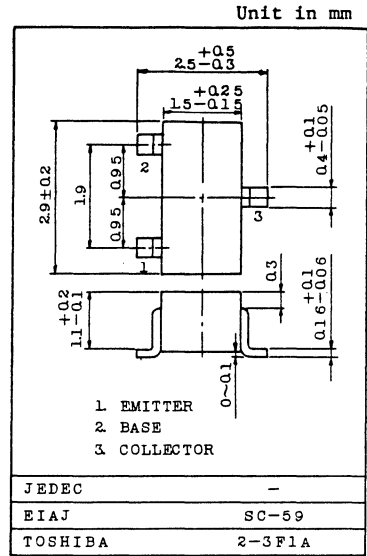 Unit in mm
+0.5
2.5-0.3
+0.25
1.5-0.15
2
3
1
2.9±0.2
1.9
0.95
0.95
+0.1
0.4-0.05
+0.2
1.1-0.1
0.3
+0.1
0.16-0.06
0~0.1
1. EMITTER
2. BASE
3. COLLECTOR
JEDEC -
EIAJ SC-59
TOSHIBA 2-3F1A